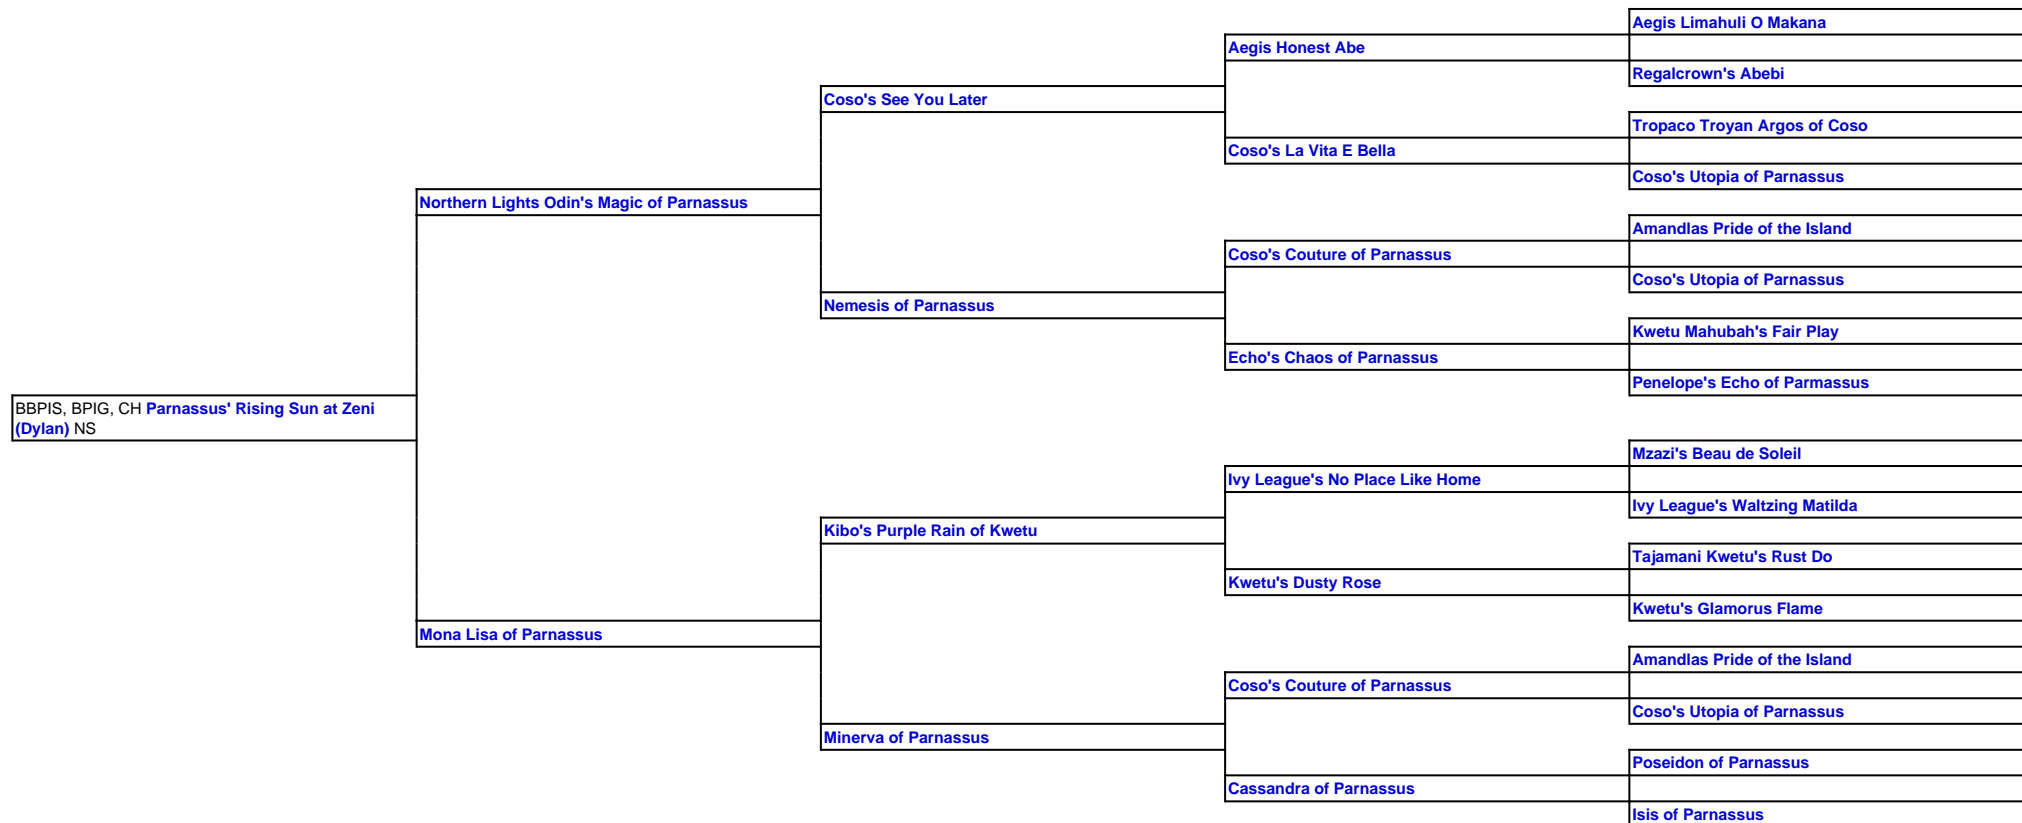 Aegis Limahuli O Makana
Aegis Honest Abe
Regalcrown's Abebi
Coso's See You Later
Tropaco Troyan Argos of Coso
Coso's La Vita E Bella
Coso's Utopia of Parnassus
Northern Lights Odin's Magic of Parnassus
Amandlas Pride of the Island
Coso's Couture of Parnassus
Coso's Utopia of Parnassus
Nemesis of Parnassus
Kwetu Mahubah's Fair Play
Echo's Chaos of Parnassus
Penelope's Echo of Parmassus
BBPIS, BPIG, CH Parnassus' Rising Sun at Zeni
(Dylan) NS
Mzazi's Beau de Soleil
Ivy League's No Place Like Home
Ivy League's Waltzing Matilda
Kibo's Purple Rain of Kwetu
Tajamani Kwetu's Rust Do
Kwetu's Dusty Rose
Kwetu's Glamorus Flame
Mona Lisa of Parnassus
Amandlas Pride of the Island
Coso's Couture of Parnassus
Coso's Utopia of Parnassus
Minerva of Parnassus
Poseidon of Parnassus
Cassandra of Parnassus
Isis of Parnassus